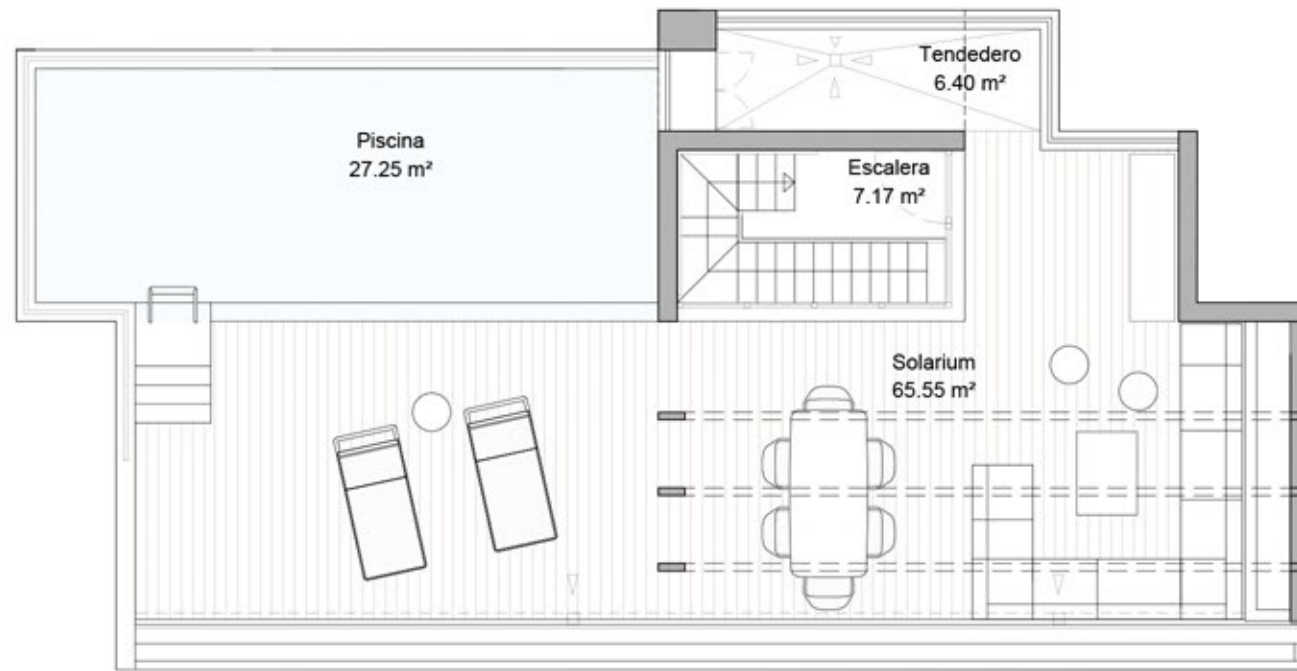 Tendedero
6.40 m²
Piscina
27.25 m²
Escalera
7.17 m²
Solarium
65.55 m²